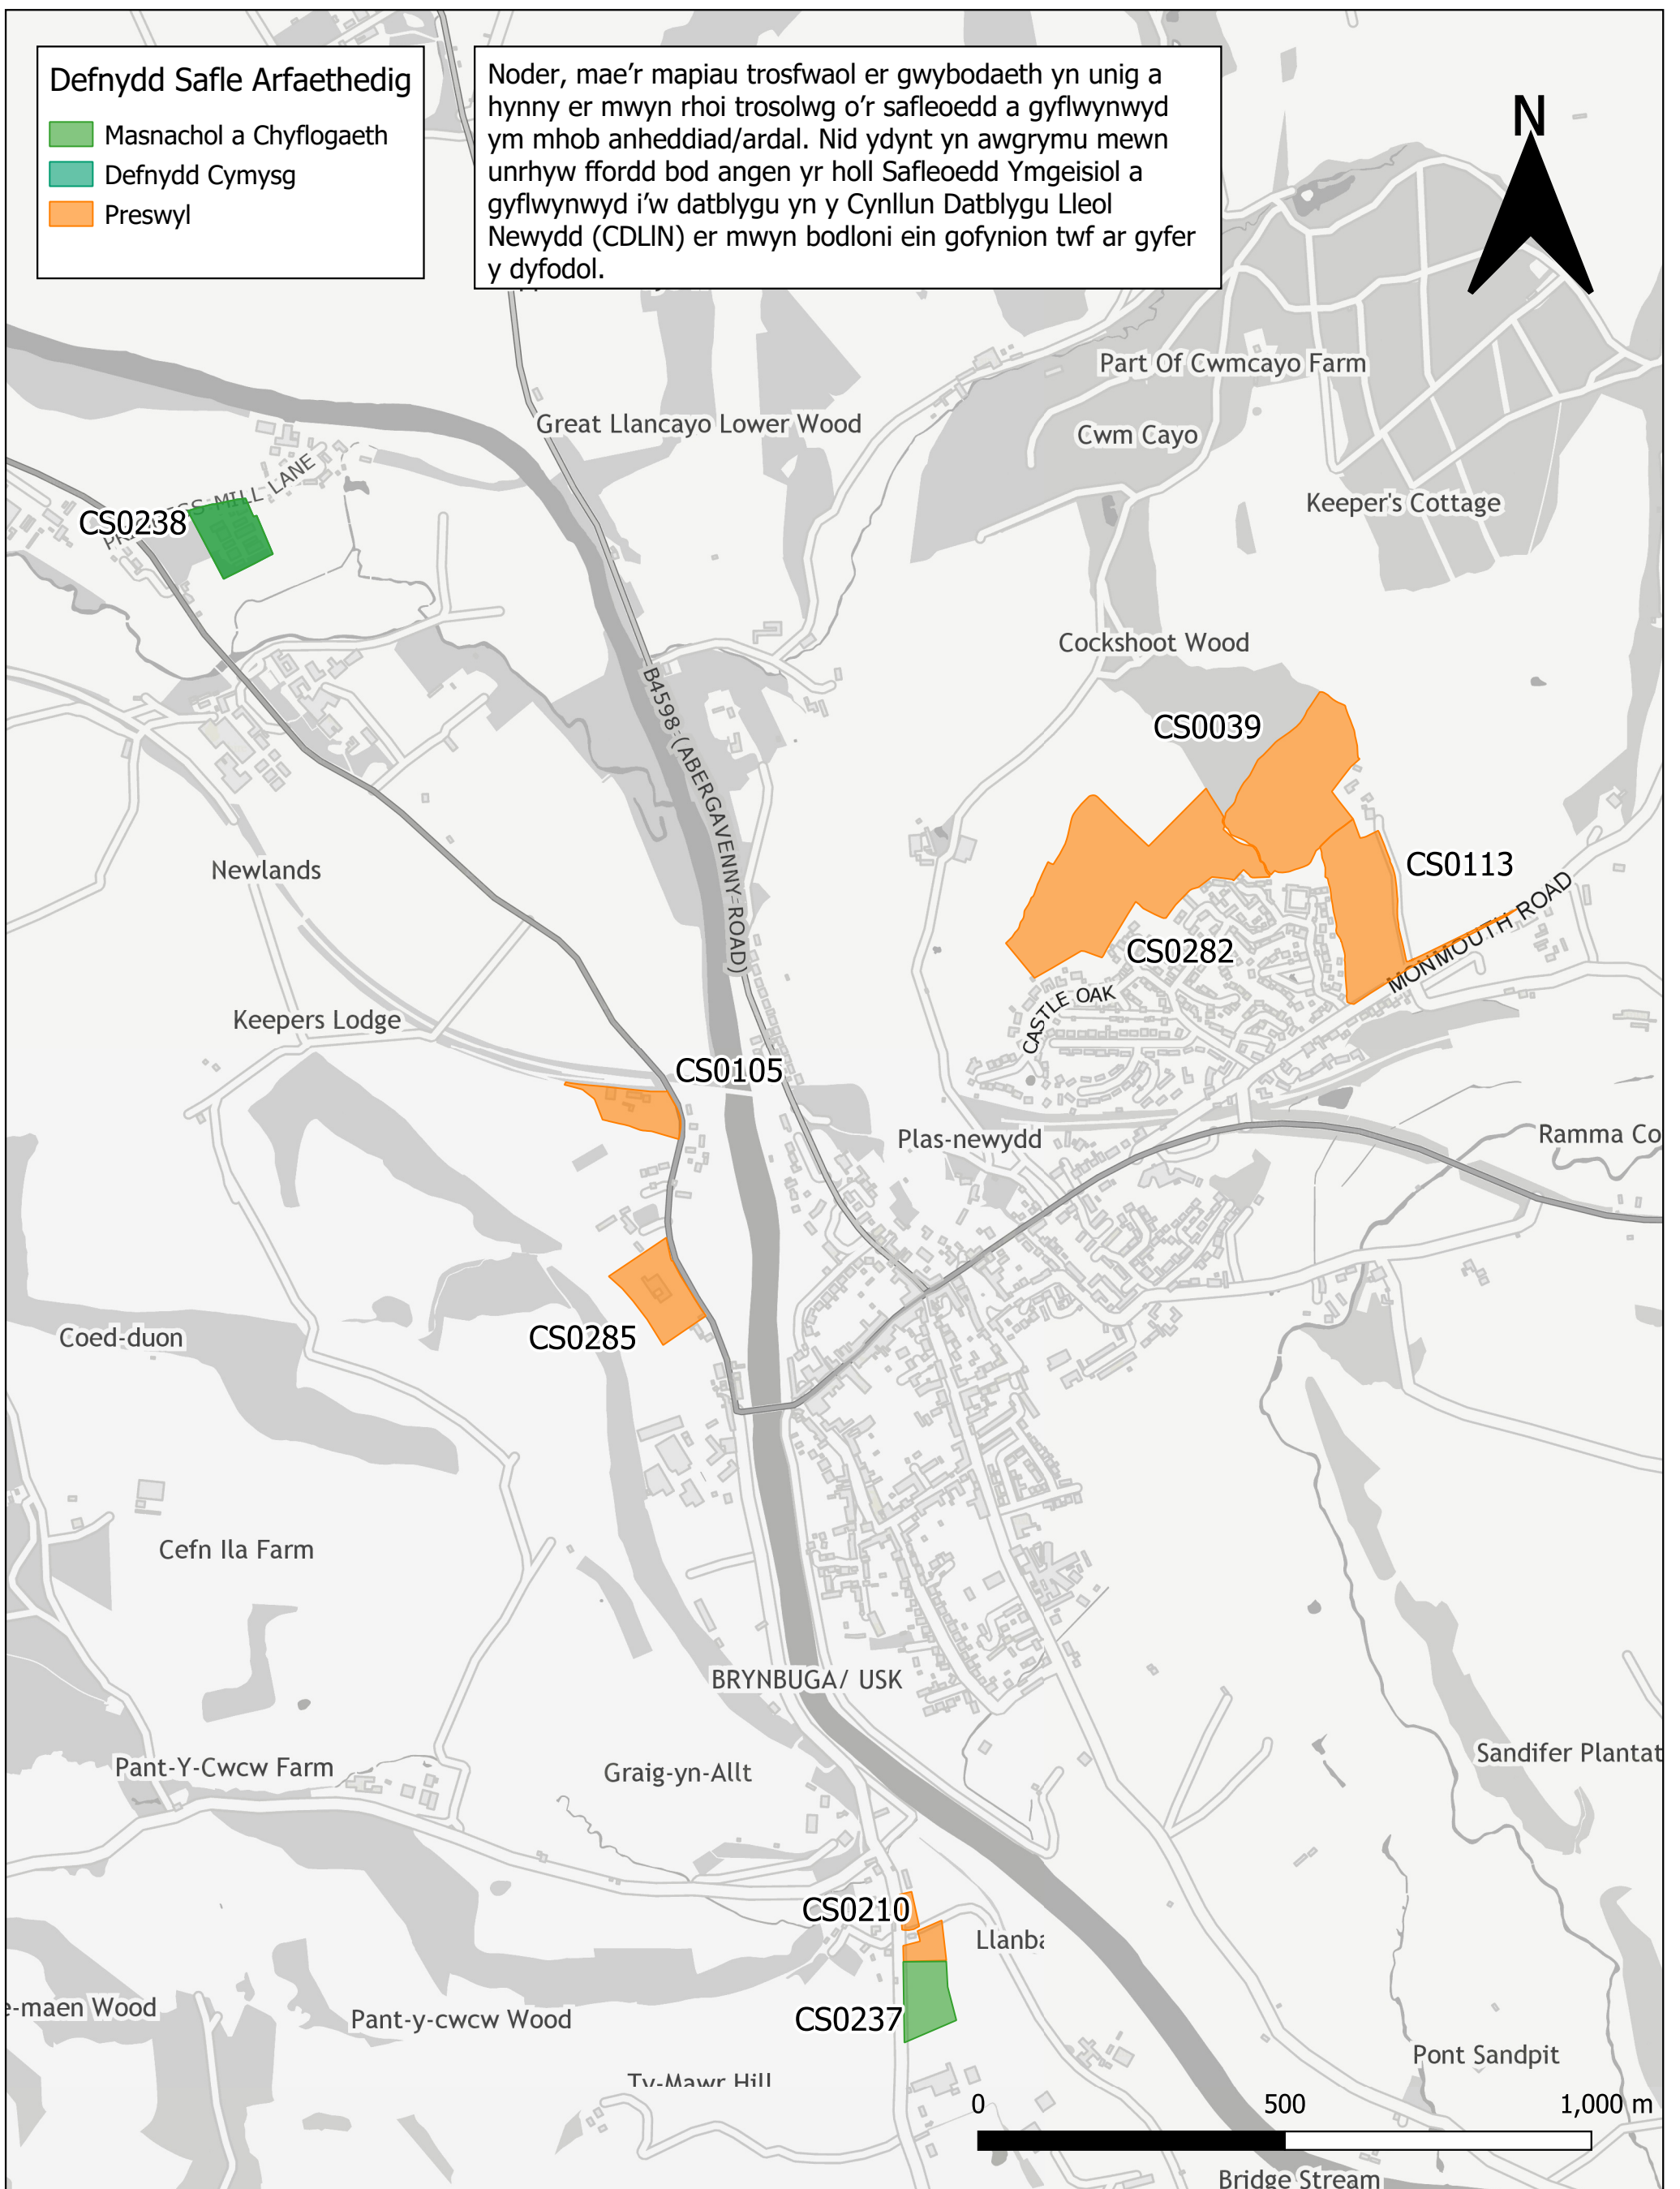 Defnydd Safle Arfaethedig
Masnachol a Chyflogaeth
Defnydd Cymysg
Preswyl
Noder, mae’r mapiau trosfwaol er gwybodaeth yn unig a
hynny er mwyn rhoi trosolwg o’r safleoedd a gyflwynwyd
ym mhob anheddiad/ardal. Nid ydynt yn awgrymu mewn
unrhyw ffordd bod angen yr holl Safleoedd Ymgeisiol a
gyflwynwyd i’w datblygu yn y Cynllun Datblygu Lleol
Newydd (CDLlN) er mwyn bodloni ein gofynion twf ar gyfer
y dyfodol.
N
Part Of Cwmcayo Farm
Great Llancayo Lower Wood
Cwm Cayo
Keeper's Cottage
MILL LANE
CS0238
Cockshoot Wood
B4598 (ABERGAVENNY ROAD)
CS0039
Newlands
CS0113
MONMOUTH ROAD
CS0282
CASTLE OAK
Keepers Lodge
CS0105
Plas-newydd
Ramma Co
Coed-duon
CS0285
Cefn Ila Farm
BRYNBUGA/ USK
Pant-Y-Cwcw Farm
Graig-yn-Allt
Sandifer Plantat
CS0210
Llanba
e-maen Wood
Pant-y-cwcw Wood
CS0237
Pont Sandpit
Ty-Mawr Hill
0 500 1,000 m
Bridge Stream